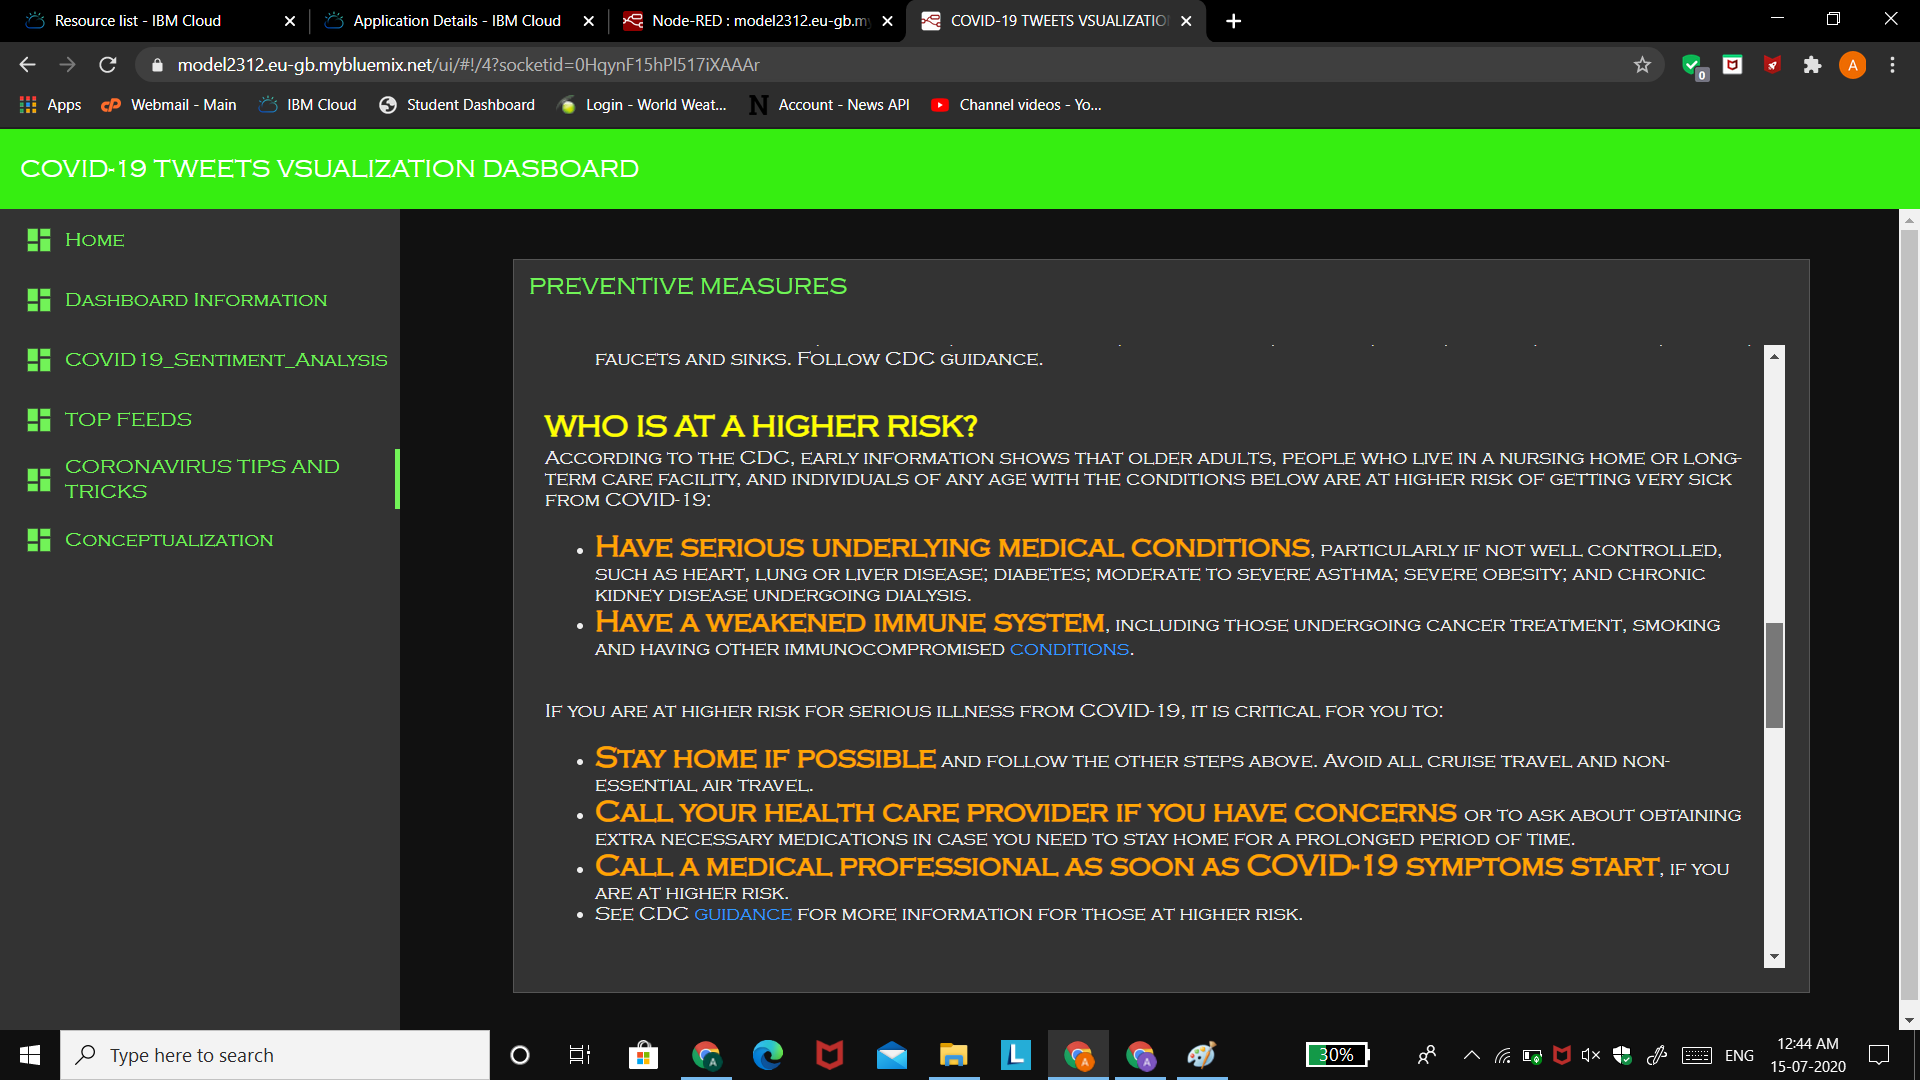 Resource list - IBM Cloud
Application Details - IBM Cloud
Node-RED : model2312.eu-gb.m
COVID-19 TWEETS VSUALIZATIO
model2312.eu-gb.mybluemix.net/ui/#!/4?socketid=0HqynF15hPl517iXAAAr
0
A
Apps
Webmail - Main
IBM Cloud
Student Dashboard
Login - World Weat...
Account - News API
Channel videos - Yo...
COVID-19 TWEETS VSUALIZATION DASBOARD
Home
Dashboard Information
COVID19_Sentiment_Analysis
TOP FEEDS
CORONAVIRUS TIPS AND
TRICKS
Conceptualization
PREVENTIVE MEASURES
faucets and sinks. Follow CDC guidance.
WHO IS AT A HIGHER RISK?
According to the CDC, early information shows that older adults, people who live in a nursing home or long-
term care facility, and individuals of any age with the conditions below are at higher risk of getting very sick
from COVID-19:
• Have serious underlying medical conditions, particularly if not well controlled,
such as heart, lung or liver disease; diabetes; moderate to severe asthma; severe obesity; and chronic
kidney disease undergoing dialysis.
• Have a weakened immune system, including those undergoing cancer treatment, smoking
and having other immunocompromised conditions.
If you are at higher risk for serious illness from COVID-19, it is critical for you to:
• Stay home if possible and follow the other steps above. Avoid all cruise travel and non-
essential air travel.
• Call your health care provider if you have concerns or to ask about obtaining
extra necessary medications in case you need to stay home for a prolonged period of time.
• Call a medical professional as soon as COVID-19 symptoms start, if you
are at higher risk.
• See CDC guidance for more information for those at higher risk.
Type here to search
30%
ENG
12:44 AM
15-07-2020